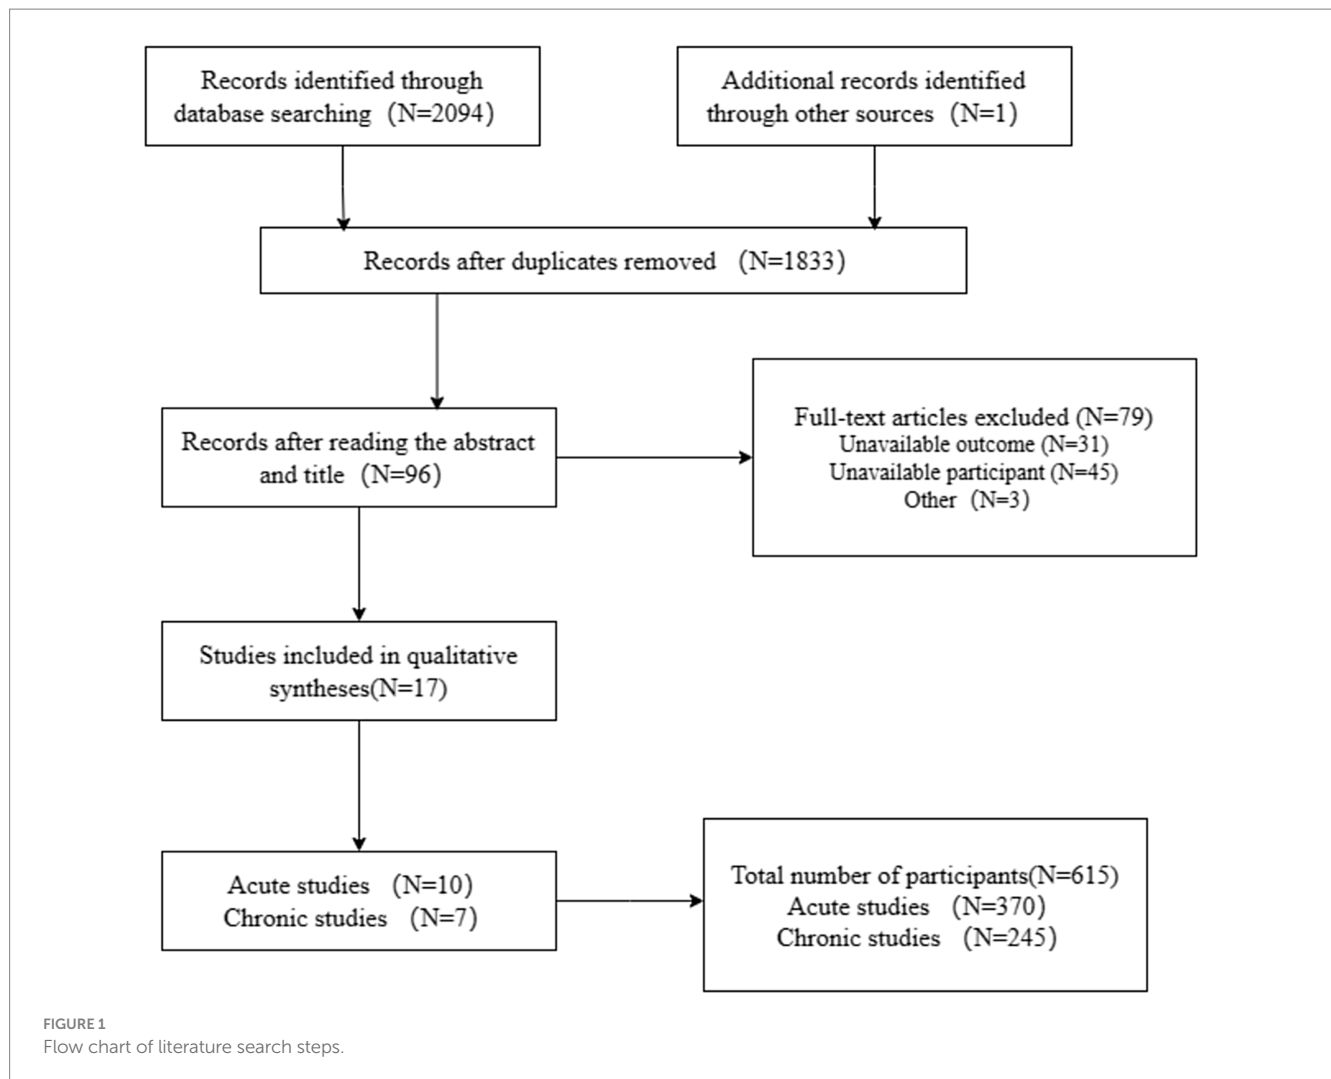 Records identified through
database searching (N=2094)
Additional records identified
through other sources (N=1)
Records after duplicates removed (N=1833)
Records after reading the abstract
and title (N=96)
Full-text articles excluded (N=79)
Unavailable outcome (N=31)
Unavailable participant (N=45)
Other (N=3)
Studies included in qualitative
syntheses(N=17)
Acute studies (N=10)
Chronic studies (N=7)
Total number of participants(N=615)
Acute studies (N=370)
Chronic studies (N=245)
FIGURE 1
Flow chart of literature search steps.